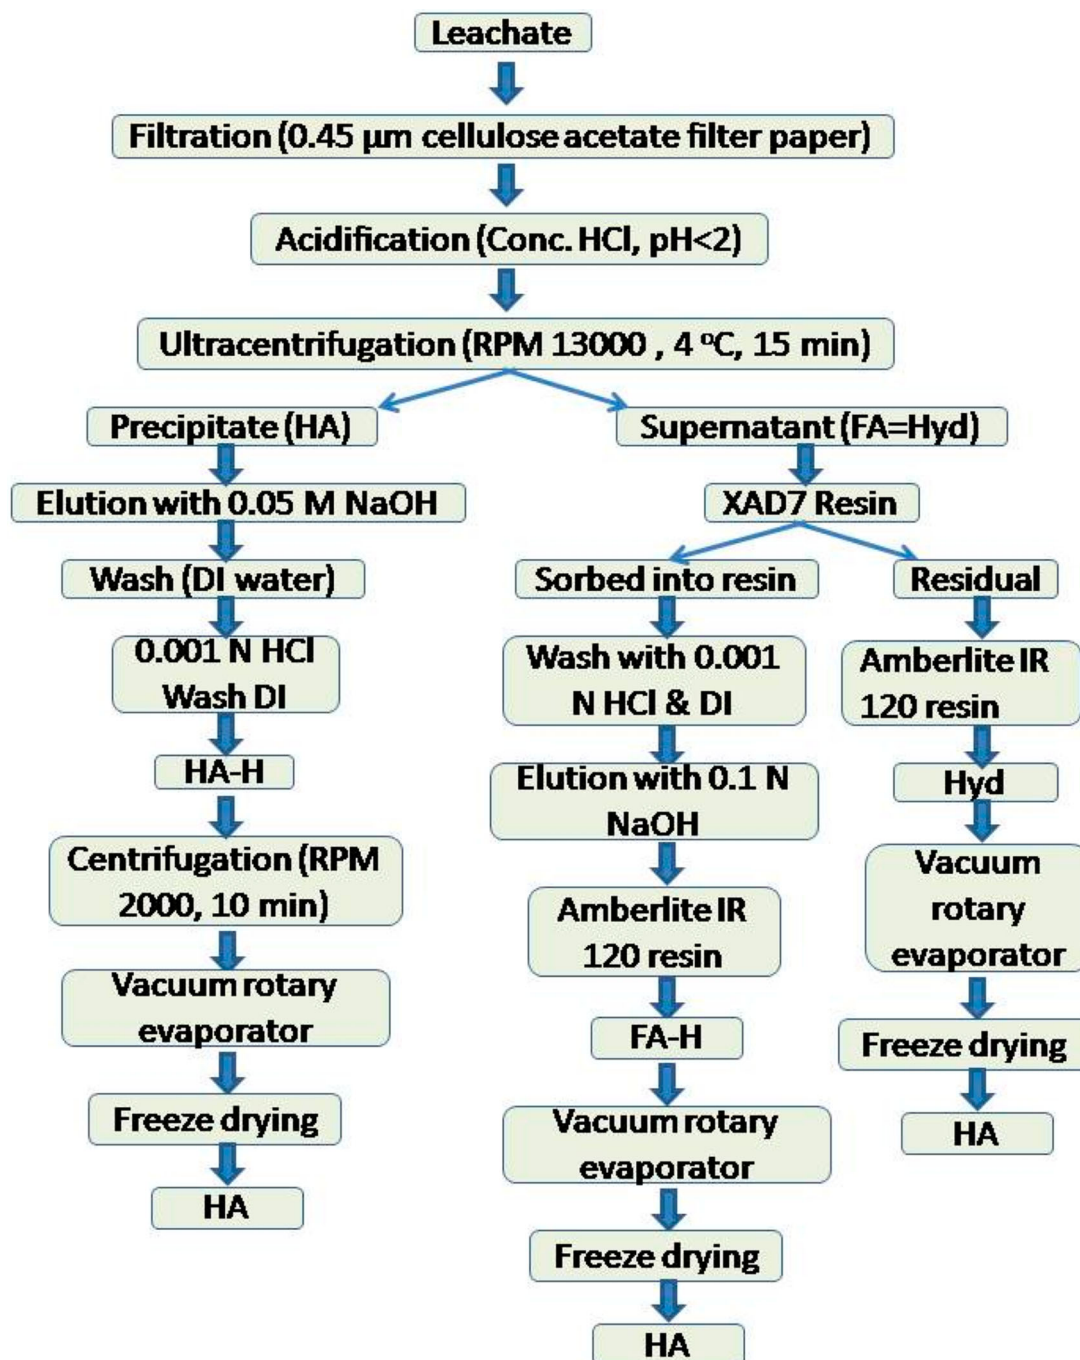 Leachate
Filtration (0.45 µm cellulose acetate filter paper)
Acidification (Conc. HCl, pH<2)
Ultracentrifugation (RPM 13000 , 4 °C, 15 min)
Precipitate (HA)
Elution with 0.05 M NaOH
Wash (DI water)
0.001 N HCl
Wash DI
HA-H
Centrifugation (RPM
2000, 10 min)
Vacuum rotary
evaporator
Freeze drying
HA
Supernatant (FA=Hyd)
XAD7 Resin
Sorbed into resin
Wash with 0.001
N HCl & DI
Elution with 0.1 N
NaOH
Amberlite IR
120 resin
FA-H
Vacuum rotary
evaporator
Freeze drying
HA
Residual
Amberlite IR
120 resin
Hyd
Vacuum
rotary
evaporator
Freeze drying
HA